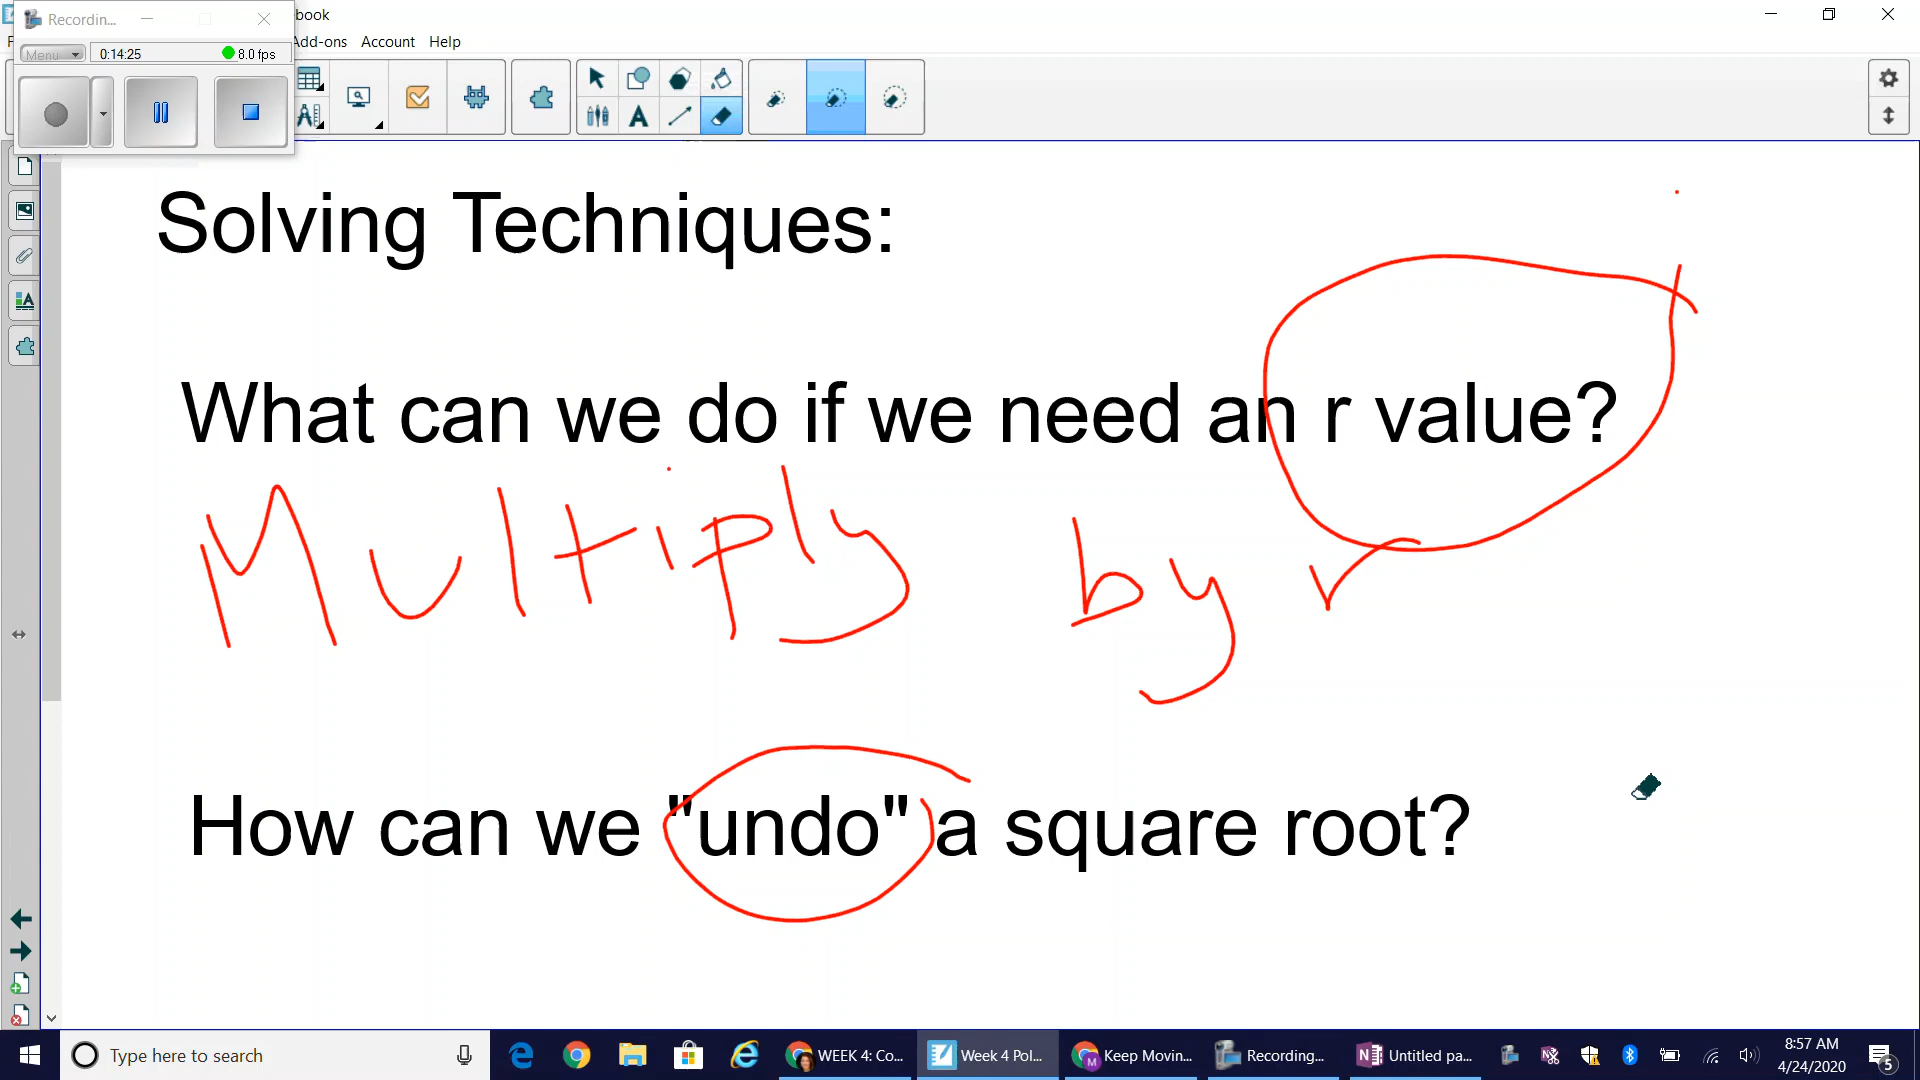 Recordin...
book
Menu
0:14:25
8.0 fps
Add-ons Account Help
Solving Techniques:
What can we do if we need an r value?
Multiply by r
How can we "undo" a square root?
Type here to search
WEEK 4: Co...
Week 4 Pol...
Keep Movin...
Recording...
Untitled pa...
8:57 AM
4/24/2020
5